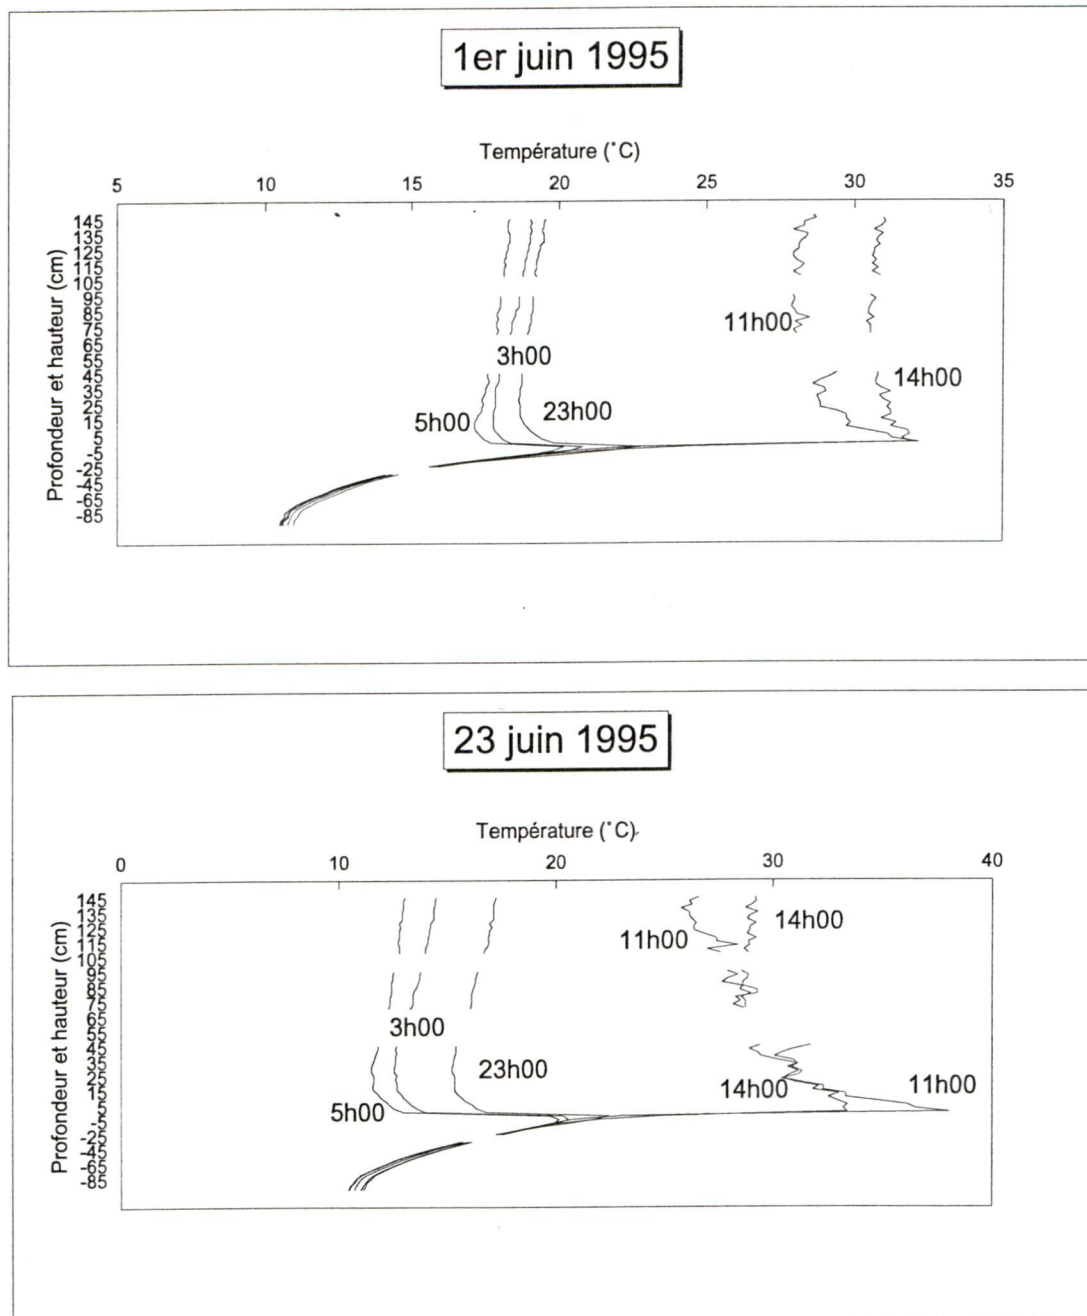 1er juin 1995
Température (°C)
5 10 15 20 25 30 35
Profondeur et hauteur (cm)
145
135
125
115
105
95
85
75
65
55
45
35
25
15
5
-5
-25
-45
-65
-85
11h00
3h00
14h00
5h00
23h00
23 juin 1995
Température (°C)
0 10 20 30 40
Profondeur et hauteur (cm)
145
135
125
115
105
95
85
75
65
55
45
35
25
15
5
-5
-25
-45
-65
-85
14h00
11h00
3h00
23h00
14h00
11h00
5h00